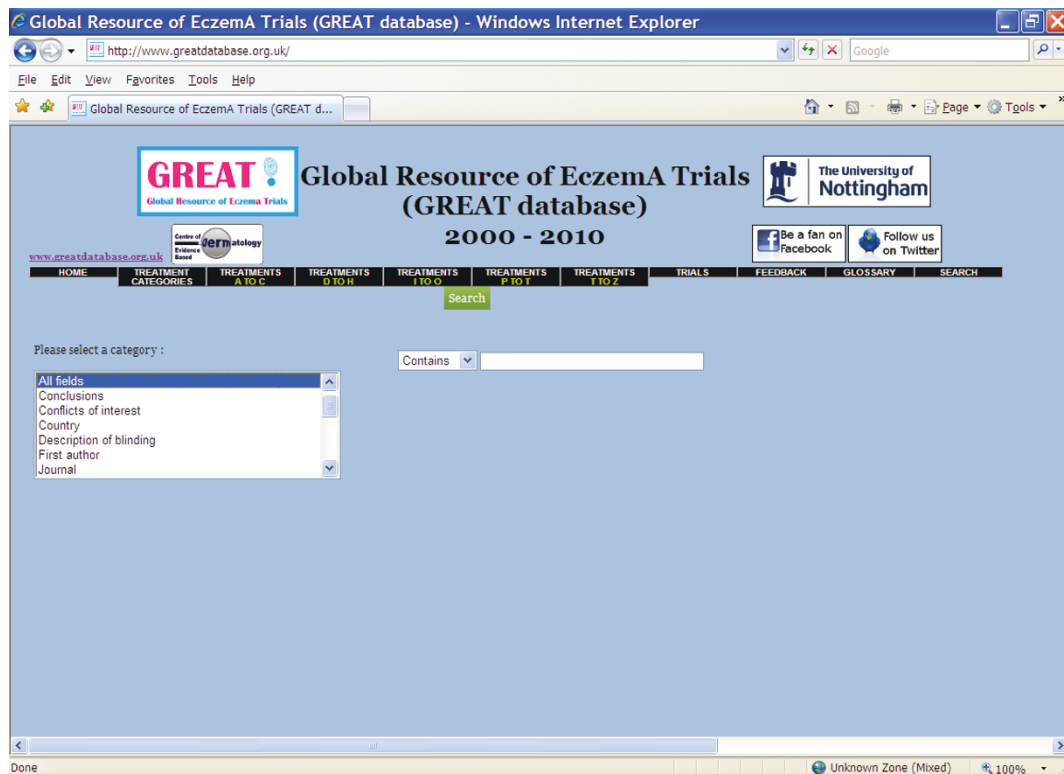 Global Resource of EczemA Trials (GREAT database) - Windows Internet Explorer
http://www.greatdatabase.org.uk/
Google
File Edit View Favorites Tools Help
Global Resource of EczemA Trials (GREAT d...
Page Tools »
GREAT
Global Resource of Eczema Trials
Global Resource of EczemA Trials
(GREAT database)
2000 - 2010
The University of
Nottingham
www.greatdatabase.org.uk
Centre of
Evidence
Based
Dermatology
Be a fan on
Facebook
Follow us
on Twitter
HOME TREATMENT TREATMENTS TREATMENTS TREATMENTS TREATMENTS TREATMENTS TRIALS FEEDBACK GLOSSARY SEARCH
CATEGORIES A TO C D TO H I TO O P TO T T TO Z
Search
Please select a category :
Contains
All fields
Conclusions
Conflicts of interest
Country
Description of blinding
First author
Journal
Done Unknown Zone (Mixed) 100%